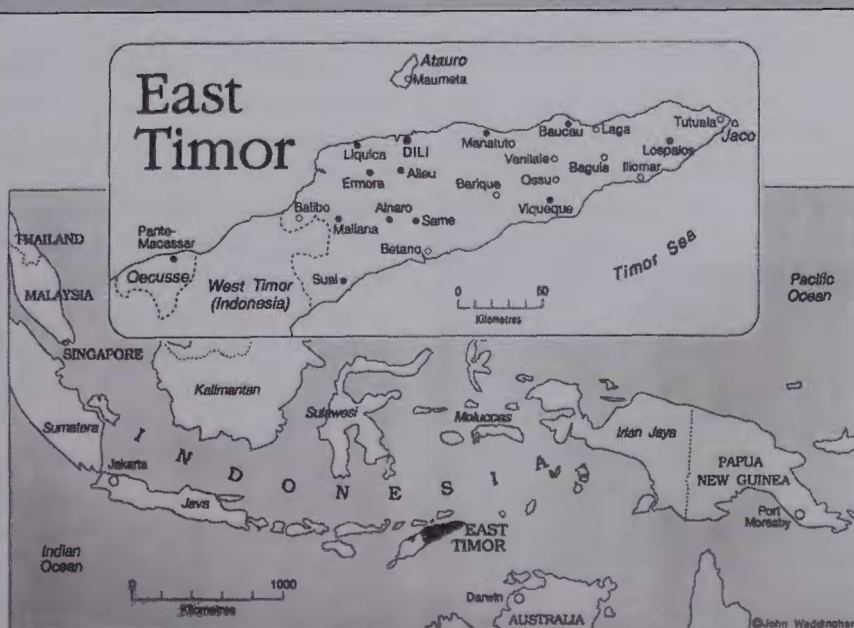 East
Timor
Atauro
Maumeta
Tutuala
Jaco
Baucau
Laga
Liquica
DILI
Manatuto
Lospalos
Venilale
Baguia
Iliomar
Ermera
Aileu
Barique
Ossu
Viqueque
Balibo
Maliana
Ainaro
Same
Pante-
Macassar
Betano
Oecusse
West Timor
(Indonesia)
Suai
Timor Sea
0 50
Kilometres
THAILAND
MALAYSIA
Pacific
Ocean
SINGAPORE
Kalimantan
Sulawesi
Moluccas
Sumatera
Irian Jaya
INDONESIA
PAPUA
NEW GUINEA
Jakarta
Java
Port
Moresby
EAST
TIMOR
Indian
Ocean
0 1000
Kilometres
Darwin
AUSTRALIA
©John Waddingham